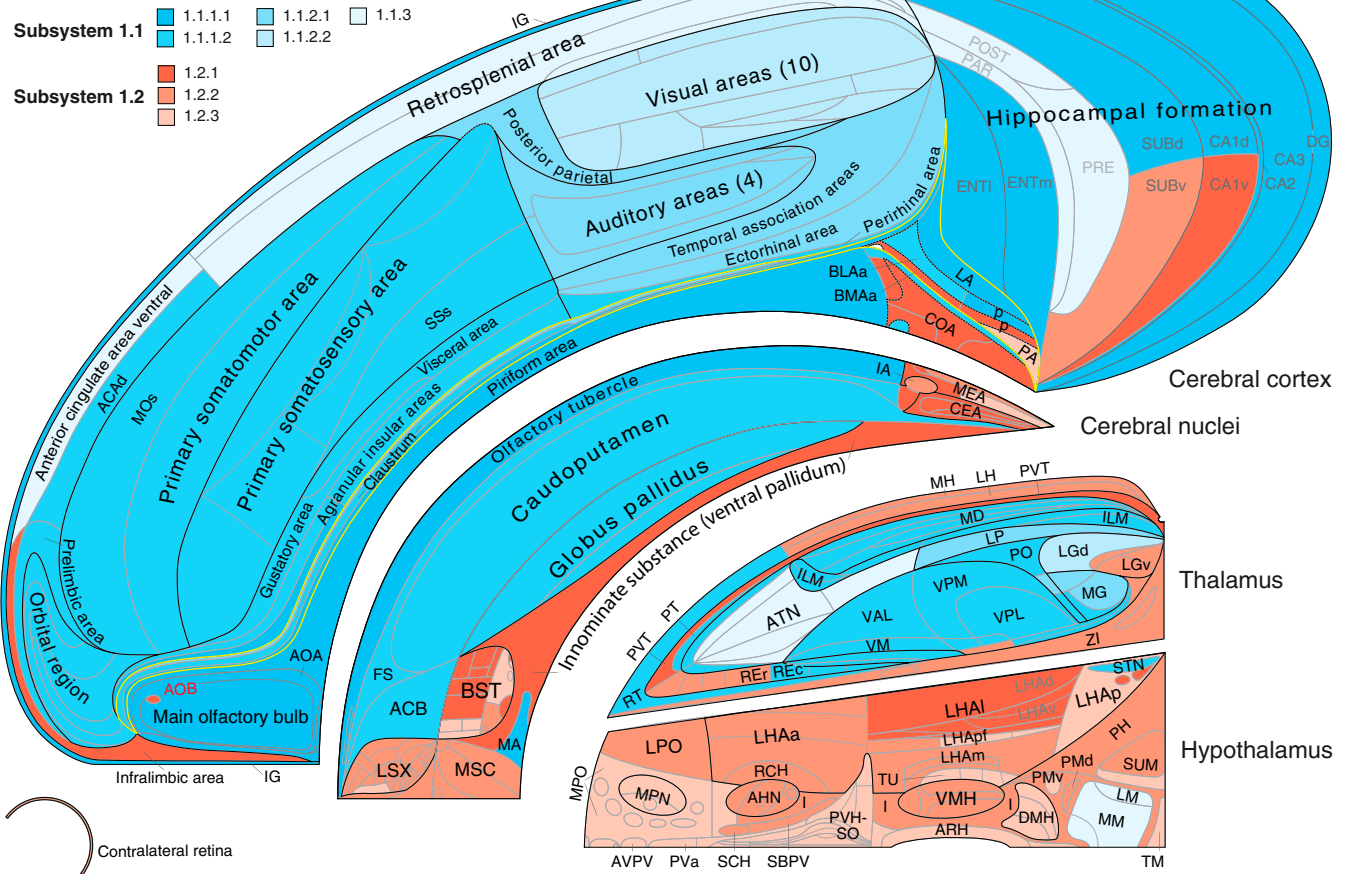 Subsystem 1.1
1.1.1.1
1.1.2.1
1.1.3
1.1.1.2
1.1.2.2
Subsystem 1.2
1.2.1
1.2.2
1.2.3
IG
Retrosplenial area
Visual areas (10)
Posterior parietal
Auditory areas (4)
Temporal association areas
Ectorhinal area
Perirhinal area
POST
PAR
Hippocampal formation
PRE
ENTl
ENTm
SUBd
SUBv
CA1d
CA1v
DG
CA3
CA2
Anterior cingulate area ventral
ACAd
MOs
Primary somatomotor area
Primary somatosensory area
SSs
Visceral area
Agranular insular areas
Piriform area
Claustrum
Gustatory area
BLAa
BMAa
LA
p
p
COA
PA
Cerebral cortex
Prelimbic area
Orbital region
AOA
AOB
Main olfactory bulb
Infralimbic area
IG
Contralateral retina
IA
MEA
CEA
Cerebral nuclei
Olfactory tubercle
Caudoputamen
Globus pallidus
Innominate substance (ventral pallidum)
FS
ACB
BST
MA
LSX
MSC
MH
LH
PVT
MD
ILM
LP
PO
LGd
LGv
ILM
MG
Thalamus
VPM
ATN
VAL
VPL
PT
PVT
VM
ZI
REr
REc
RT
STN
LHAd
LHAl
LHAv
LHAp
LPO
LHAa
LHApf
PH
Hypothalamus
LHAm
RCH
TU
PMd
SUM
PMv
MPO
MPN
AHN
I
I
VMH
I
LM
PVH-
SO
DMH
MM
ARH
AVPV
PVa
SCH
SBPV
TM